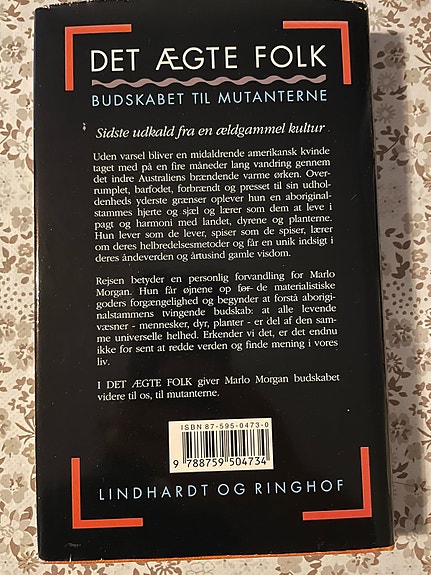 DET ÆGTE FOLK
BUDSKABET TIL MUTANTERNE
Sidste udkald fra en ældgammel kultur
Uden varsel bliver en midaldrende amerikansk kvinde
taget med på en fire måneder lang vandring gennem
det indre Australiens brændende varme ørken. Over-
rumplet, barfodet, forbrændt og presset til sin udhol-
denheds yderste grænser oplever hun en aboriginal-
stammes hjerte og sjæl og lærer som dem at leve i
pagt og harmoni med landet, dyrene og planterne.
Hun lever som de lever, spiser som de spiser, lærer
om deres helbredelsesmetoder og får en unik indsigt i
deres åndeverden og årtusind gamle visdom.
Rejsen betyder en personlig forvandling for Marlo
Morgan. Hun får øjnene op for de materialistiske
goders forgængelighed og begynder at forstå aborigi-
nalstammens tvingende budskab: at alle levende
væsner - mennesker, dyr, planter - er del af den sam-
me universelle helhed. Erkender vi det, er det endnu
ikke for sent at redde verden og finde mening i vores
liv.
I DET ÆGTE FOLK giver Marlo Morgan budskabet
videre til os, til mutanterne.
ISBN 87-595-0473-0
9 788759 504734
LINDHARDT OG RINGHOF